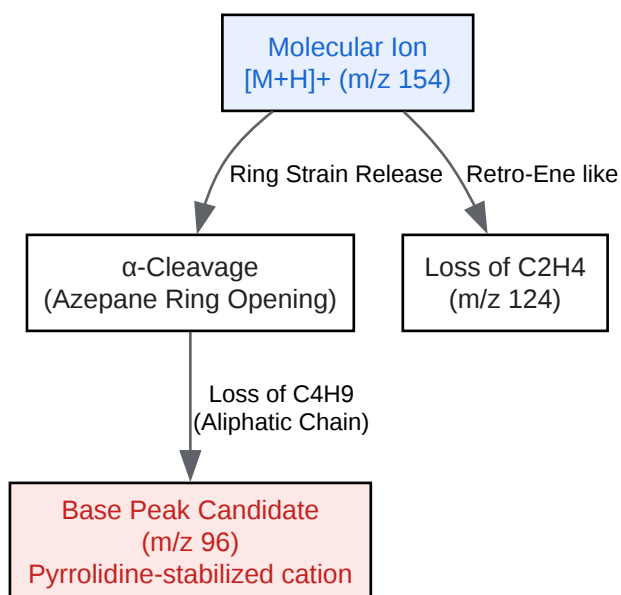 Molecular Ion
[M+H]+ (m/z 154)
Ring Strain Release
Retro-Ene like
α-Cleavage
(Azepane Ring Opening)
Loss of C2H4
(m/z 124)
Loss of C4H9
(Aliphatic Chain)
Base Peak Candidate
(m/z 96)
Pyrrolidine-stabilized cation